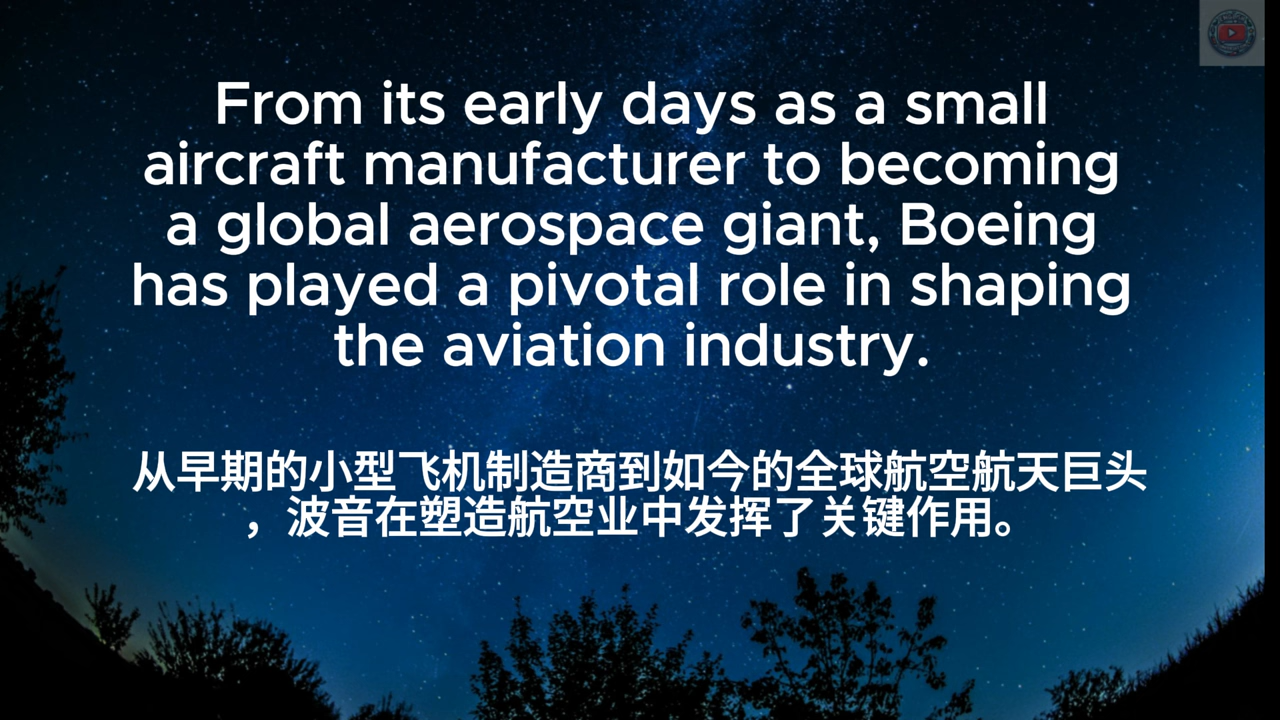 From its early days as a small
aircraft manufacturer to becoming
a global aerospace giant, Boeing
has played a pivotal role in shaping
the aviation industry.
从早期的小型飞机制造商到如今的全球航空航天巨头
，波音在塑造航空业中发挥了关键作用。